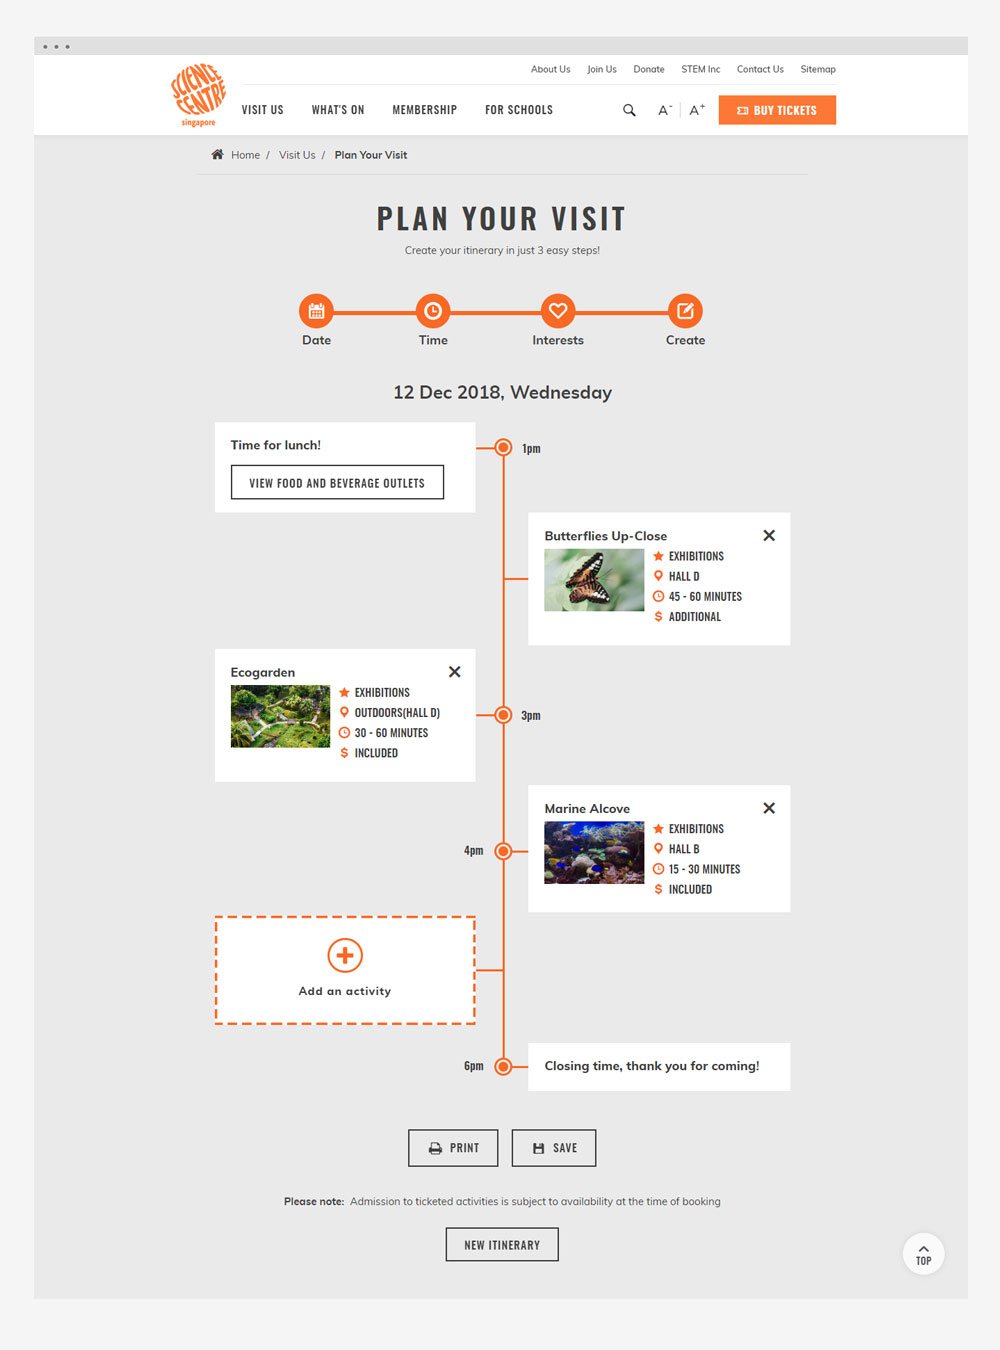 SCIENCE
CENTRE
singapore
About Us Join Us Donate STEM Inc Contact Us Sitemap
VISIT US WHAT'S ON MEMBERSHIP FOR SCHOOLS A- A+ BUY TICKETS
Home / Visit Us / Plan Your Visit
PLAN YOUR VISIT
Create your itinerary in just 3 easy steps!
Date Time Interests Create
12 Dec 2018, Wednesday
Time for lunch!
1pm
VIEW FOOD AND BEVERAGE OUTLETS
Butterflies Up-Close
EXHIBITIONS
HALL D
45 - 60 MINUTES
$ ADDITIONAL
Ecogarden
EXHIBITIONS
OUTDOORS(HALL D)
30 - 60 MINUTES
$ INCLUDED
3pm
Marine Alcove
EXHIBITIONS
HALL B
15 - 30 MINUTES
$ INCLUDED
4pm
Add an activity
6pm
Closing time, thank you for coming!
PRINT SAVE
Please note: Admission to ticketed activities is subject to availability at the time of booking
NEW ITINERARY
TOP